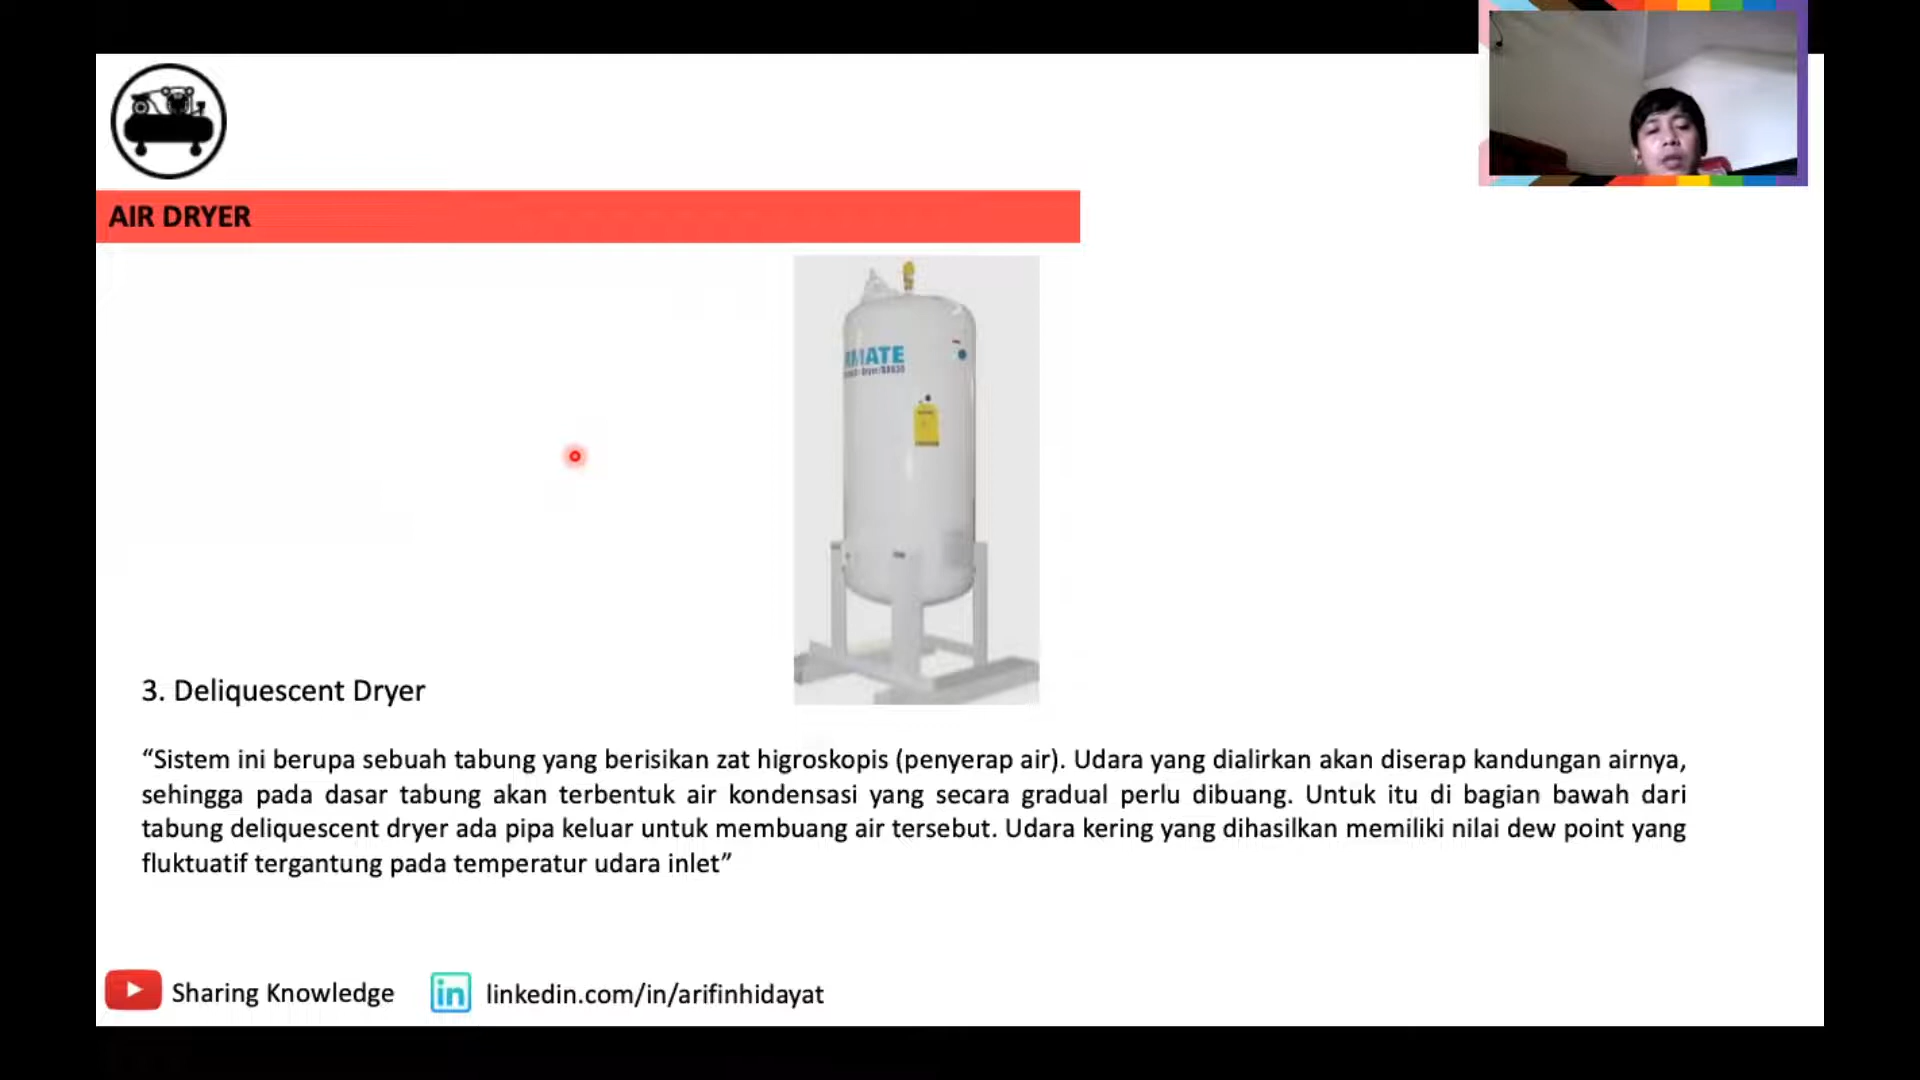 AIR DRYER
3. Deliquescent Dryer
“Sistem ini berupa sebuah tabung yang berisikan zat higroskopis (penyerap air). Udara yang dialirkan akan diserap kandungan airnya,
sehingga pada dasar tabung akan terbentuk air kondensasi yang secara gradual perlu dibuang. Untuk itu di bagian bawah dari
tabung deliquescent dryer ada pipa keluar untuk membuang air tersebut. Udara kering yang dihasilkan memiliki nilai dew point yang
fluktuatif tergantung pada temperatur udara inlet”
Sharing Knowledge
in linkedin.com/in/arifinhidayat